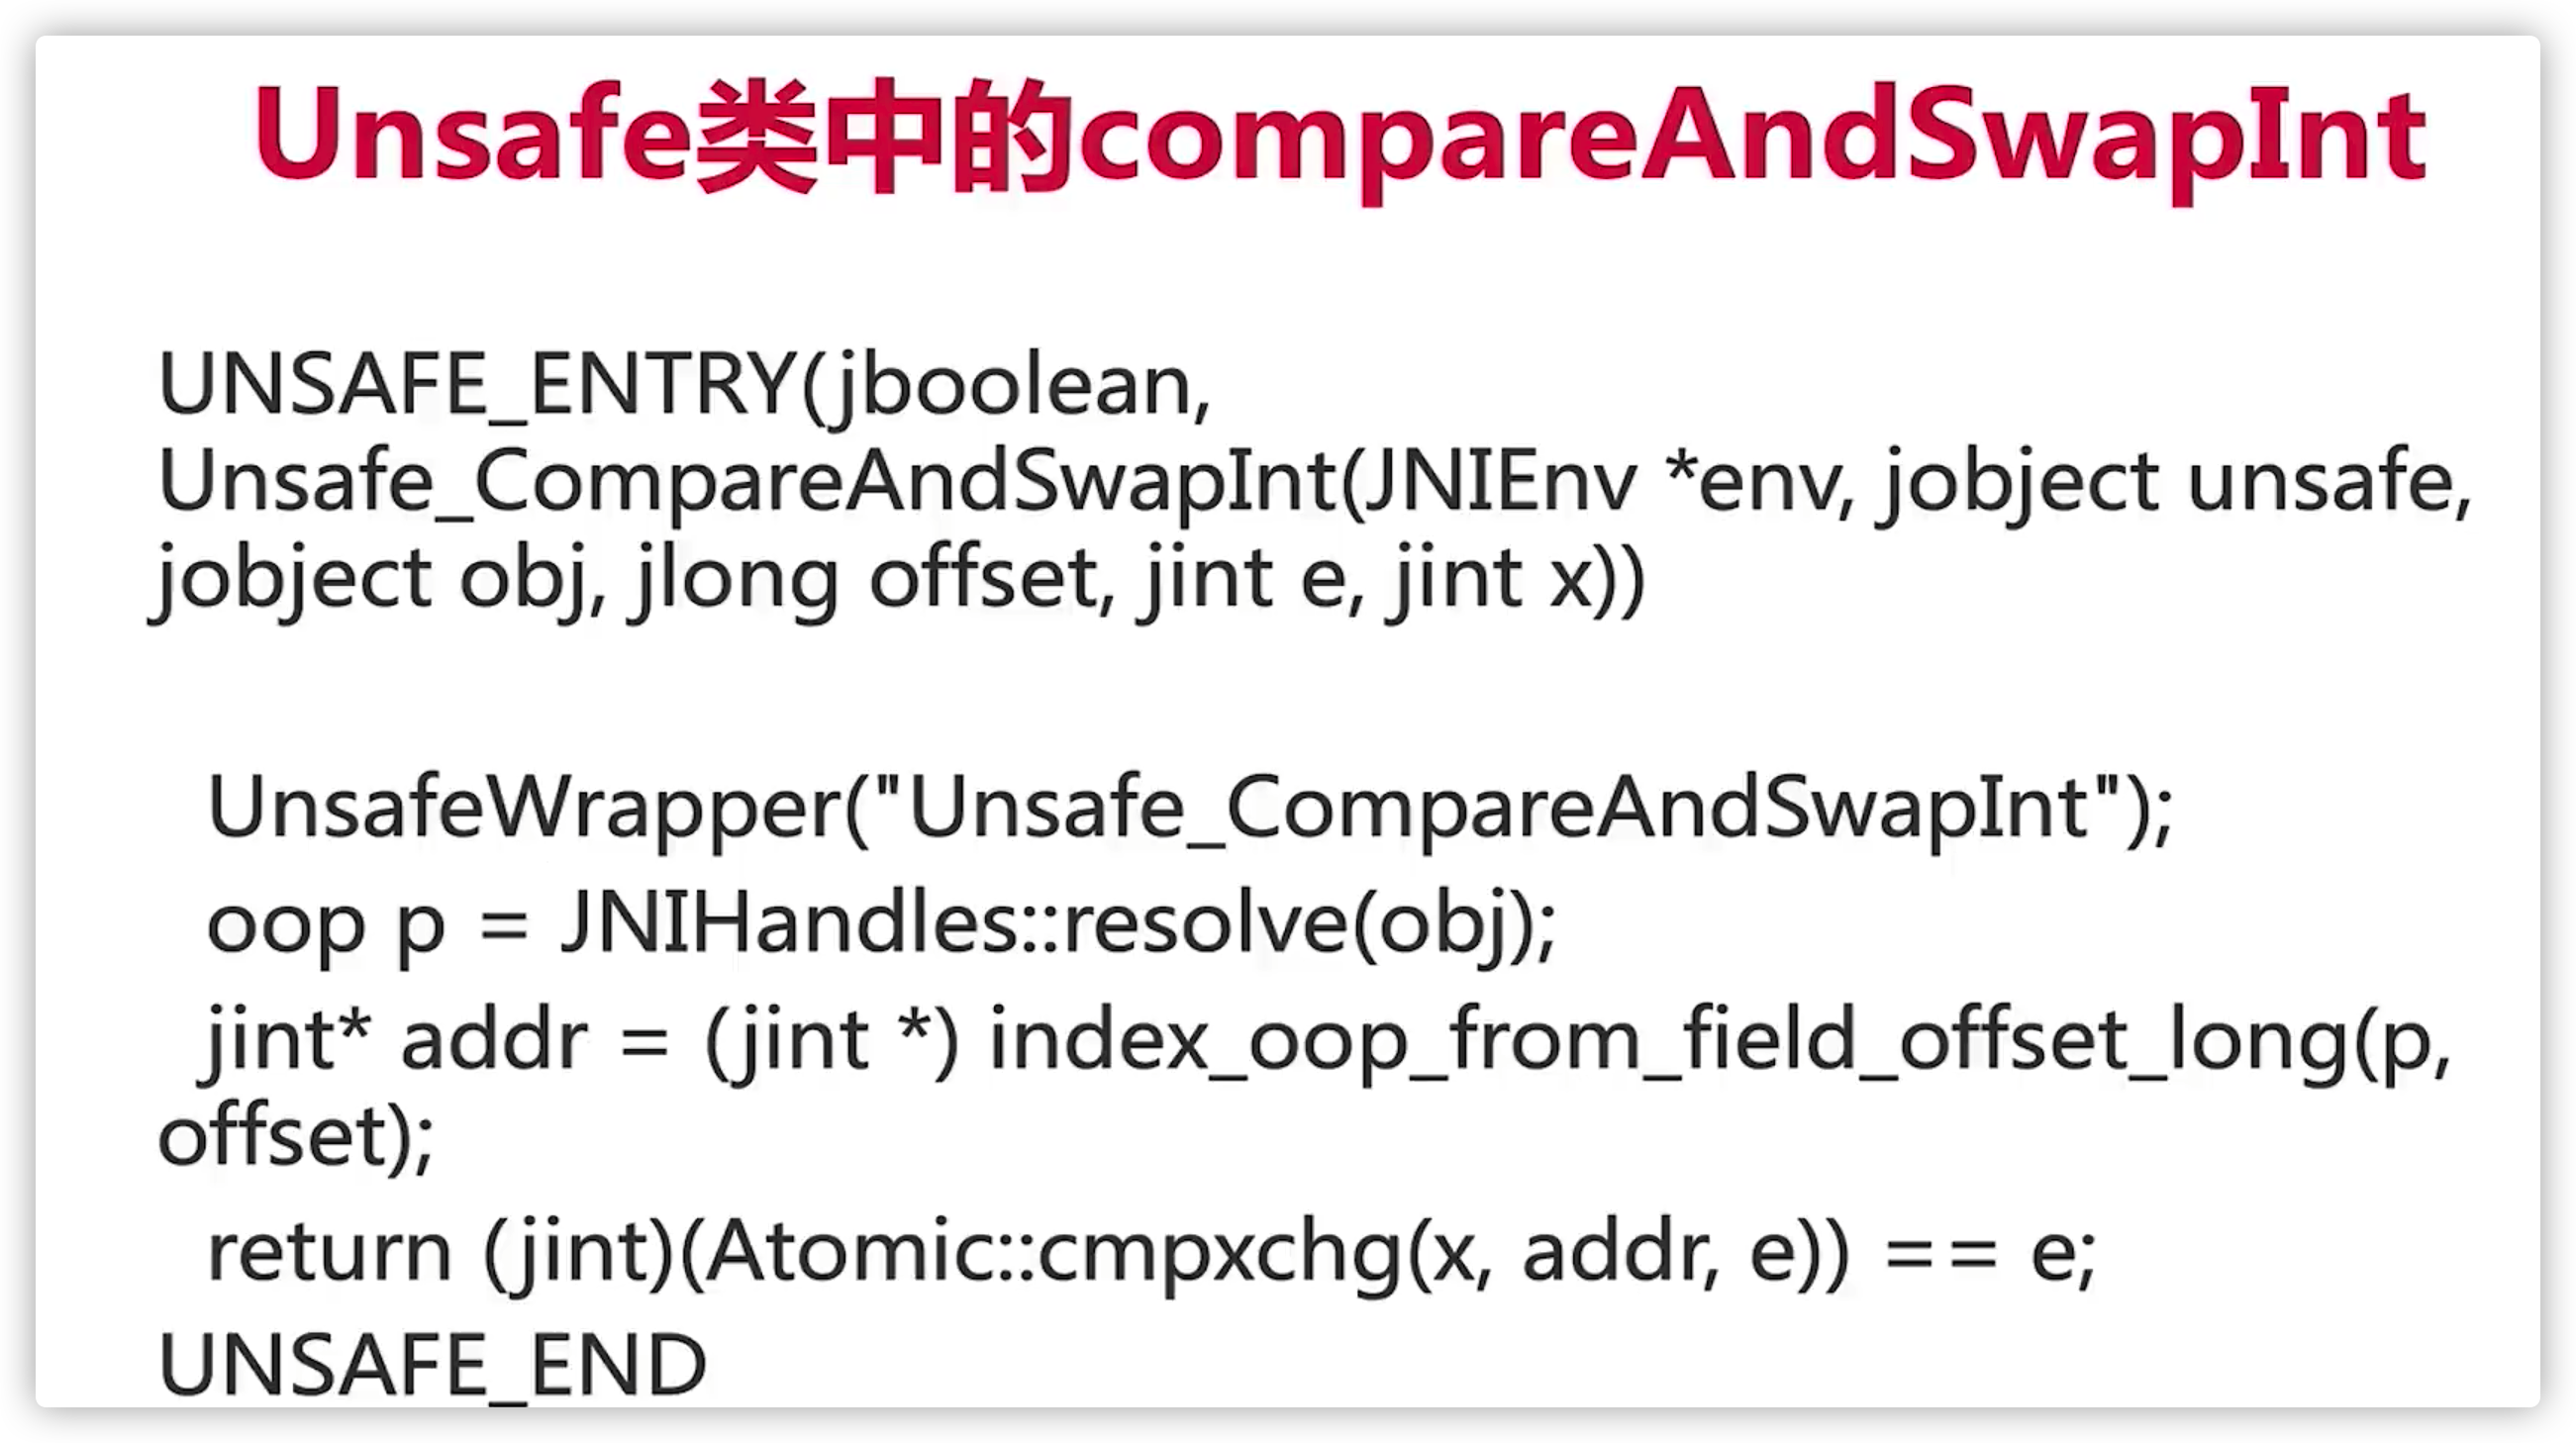 Unsafe类中的compareAndSwapInt
UNSAFE_ENTRY(jboolean,
Unsafe_CompareAndSwapInt(JNIEnv *env, jobject unsafe,
jobject obj, jlong offset, jint e, jint x))
UnsafeWrapper("Unsafe_CompareAndSwapInt");
oop p = JNIHandles::resolve(obj);
jint* addr = (jint *) index_oop_from_field_offset_long(p,
offset);
return (jint)(Atomic::cmpxchg(x, addr, e)) == e;
UNSAFE_END